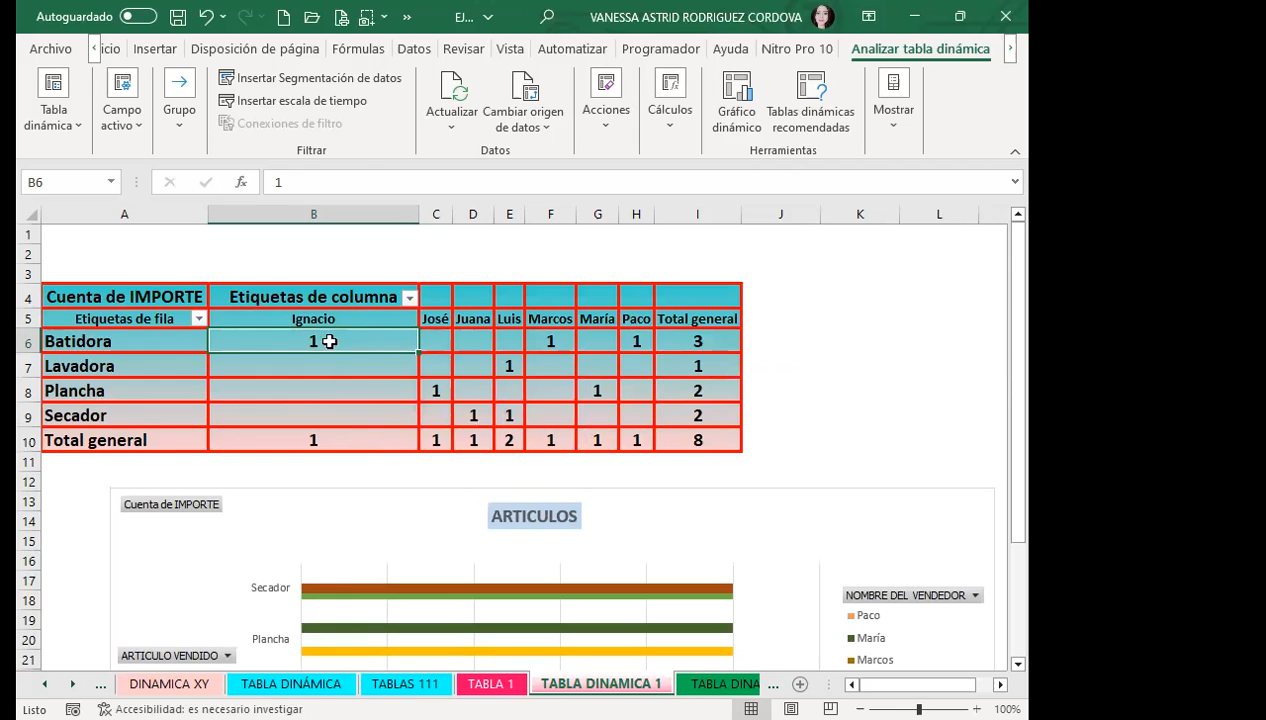 Autoguardado
EJ...
VANESSA ASTRID RODRIGUEZ CORDOVA
Archivo icio Insertar Disposición de página Fórmulas Datos Revisar Vista Automatizar Programador Ayuda Nitro Pro 10 Analizar tabla dinámica
Tabla dinámica
Campo activo
Grupo
Insertar Segmentación de datos
Insertar escala de tiempo
Conexiones de filtro
Filtrar
Actualizar
Cambiar origen de datos
Datos
Acciones
Cálculos
Gráfico dinámico
Tablas dinámicas recomendadas
Herramientas
Mostrar
B6 fx 1
A B C D E F G H I J K L
1
2
3
4 Cuenta de IMPORTE Etiquetas de columna
5 Etiquetas de fila Ignacio José Juana Luis Marcos María Paco Total general
6 Batidora 1 1 1 3
7 Lavadora 1 1
8 Plancha 1 1 2
9 Secador 1 1 2
10 Total general 1 1 1 2 1 1 1 8
11
12
13
14
15
16
17
18
19
20
21
Cuenta de IMPORTE
ARTICULOS
Secador
Plancha
ARTICULO VENDIDO
NOMBRE DEL VENDEDOR
Paco
María
Marcos
... DINAMICA XY TABLA DINÁMICA TABLAS 111 TABLA 1 TABLA DINAMICA 1 TABLA DINA ...
Listo Accesibilidad: es necesario investigar 100%